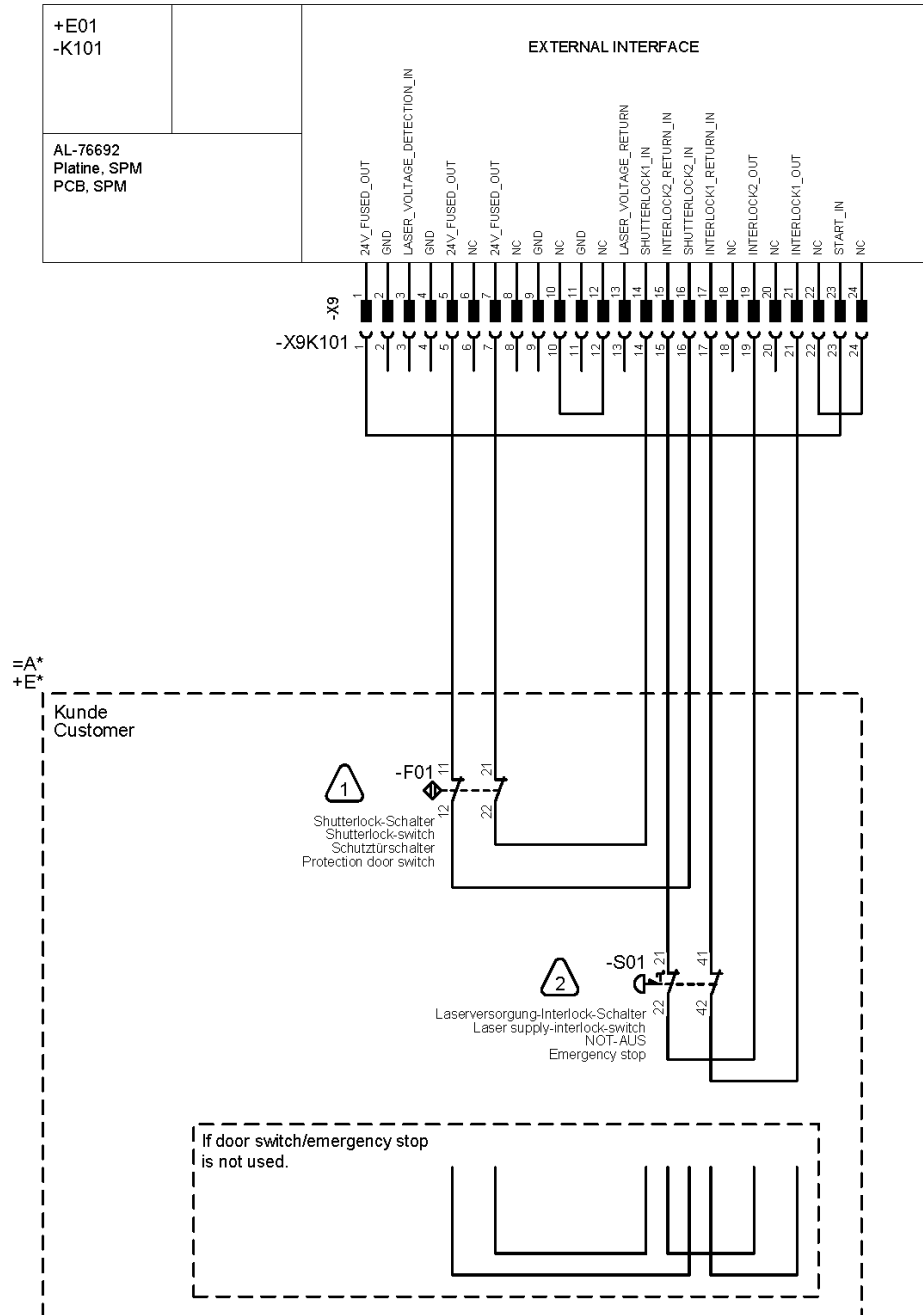 +E01
-K101
EXTERNAL INTERFACE
AL-76692
Platine, SPM
PCB, SPM
24V_FUSED_OUT
GND
LASER_VOLTAGE_DETECTION_IN
GND
24V_FUSED_OUT
NC
24V_FUSED_OUT
NC
GND
NC
GND
NC
LASER_VOLTAGE_RETURN
SHUTTERLOCK1_IN
INTERLOCK2_RETURN_IN
SHUTTERLOCK2_IN
INTERLOCK1_RETURN_IN
NC
INTERLOCK2_OUT
NC
INTERLOCK1_OUT
NC
START_IN
NC
-X9
1 2 3 4 5 6 7 8 9 10 11 12 13 14 15 16 17 18 19 20 21 22 23 24
-X9K101
1 2 3 4 5 6 7 8 9 10 11 12 13 14 15 16 17 18 19 20 21 22 23 24
=A*
+E*
Kunde
Customer
1
-F01
11
21
12
22
Shutterlock-Schalter
Shutterlock-switch
Schutztürschalter
Protection door switch
2
-S01
21
41
22
42
Laserversorgung-Interlock-Schalter
Laser supply-interlock-switch
NOT-AUS
Emergency stop
If door switch/emergency stop
is not used.